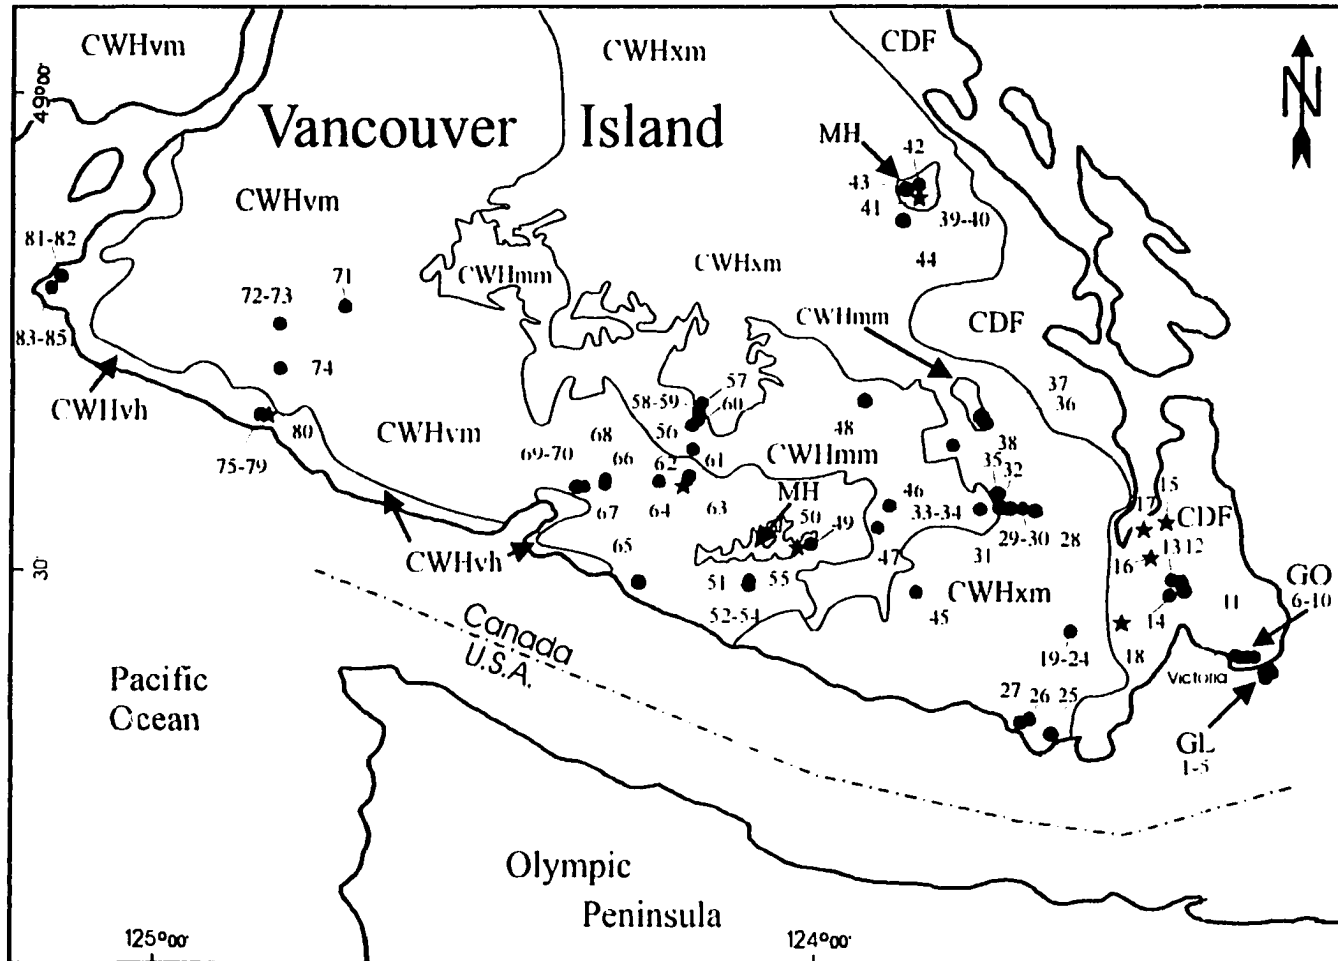 CWHvm
CWHxm
CDF
N
49°00'
Vancouver Island
MH
42
43
41
39-40
44
CWHvm
81-82
CWHmm
CWHxm
71
72-73
CWHmm
CDF
83-85
74
CWHvh
57
58-59
60
37
36
56
48
80
CWHvm
68
38
75-79
69-70
66
62
61
CWHmm
35
32
MH
46
17
15
67
64
63
50
49
33-34
CDF
65
29-30
28
13
12
CWHvh
47
31
16
30'
51
55
CWHxm
GO
6-10
11
52-54
45
14
Canada
U.S.A.
19-24
18
Victoria
Pacific
Ocean
27
26
25
GL
1-5
Olympic
Peninsula
125°00'
124°00'